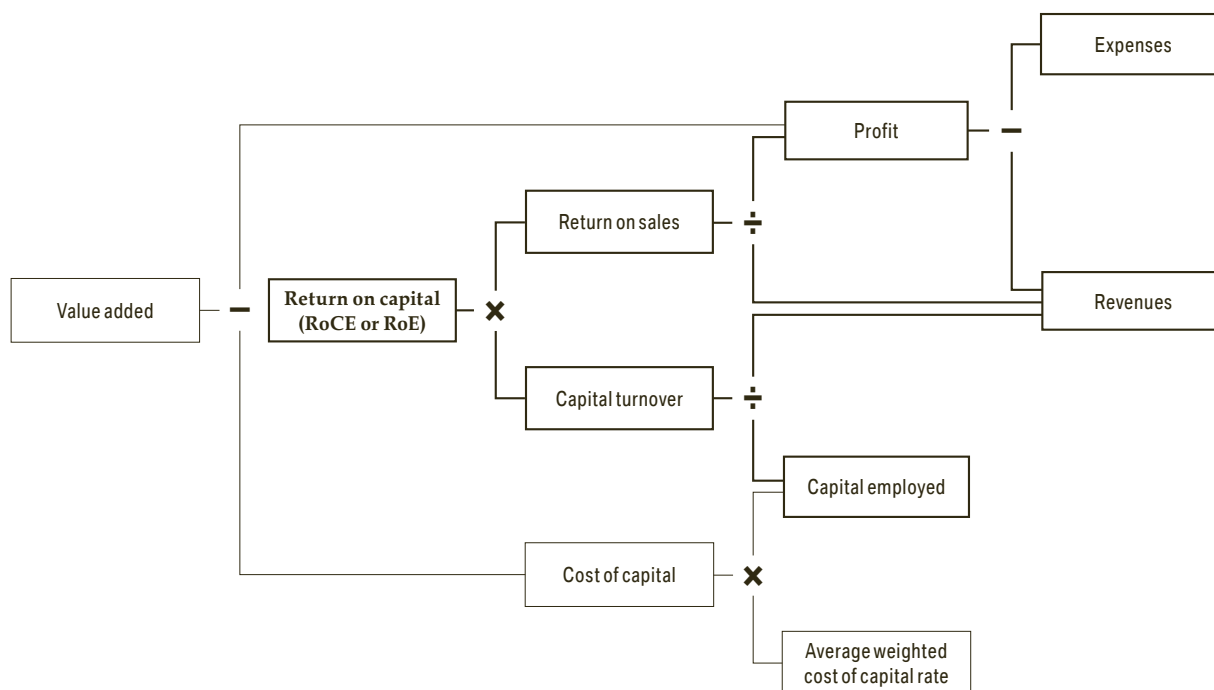 Expenses
Profit
Return on sales
Value added
Return on capital
(RoCE or RoE)
Revenues
Capital turnover
Capital employed
Cost of capital
Average weighted
cost of capital rate